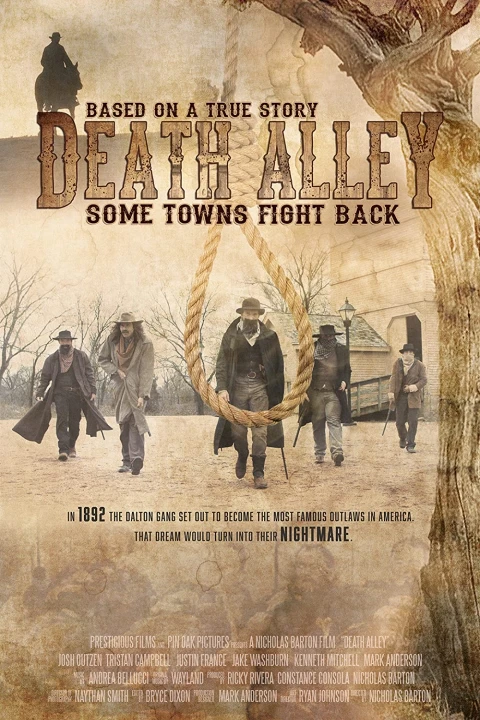 BASED ON A TRUE STORY
DEATH ALLEY
SOME TOWNS FIGHT BACK
IN 1892 THE DALTON GANG SET OUT TO BECOME THE MOST FAMOUS OUTLAWS IN AMERICA.
THAT DREAM WOULD TURN INTO THEIR NIGHTMARE.
PRESTIGIOUS FILMS PIN OAK PICTURES A NICHOLAS BARTON FILM "DEATH ALLEY"
JOSH GUTZEN TRISTAN CAMPBELL JUSTIN FRANCE JAKE WASHBURN KENNETH MITCHELL MARK ANDERSON
ANDREA BELLUCCI WAYLAND RICKY RIVERA CONSTANCE CONSOLA NICHOLAS BARTON
NAYTHAN SMITH BRYCE DIXON MARK ANDERSON RYAN JOHNSON NICHOLAS BARTON